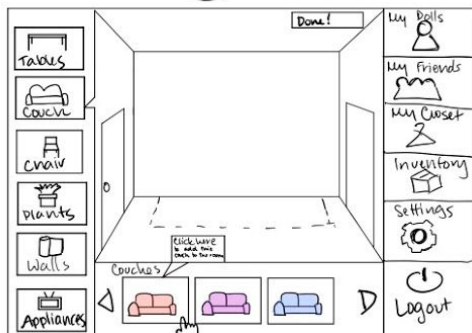 Done!
Tables
Couch
Chair
Plants
Walls
Appliances
Click here
to add this
couch to the room
Couches
My Dolls
My Friends
My Closet
Inventory
Settings
Logout